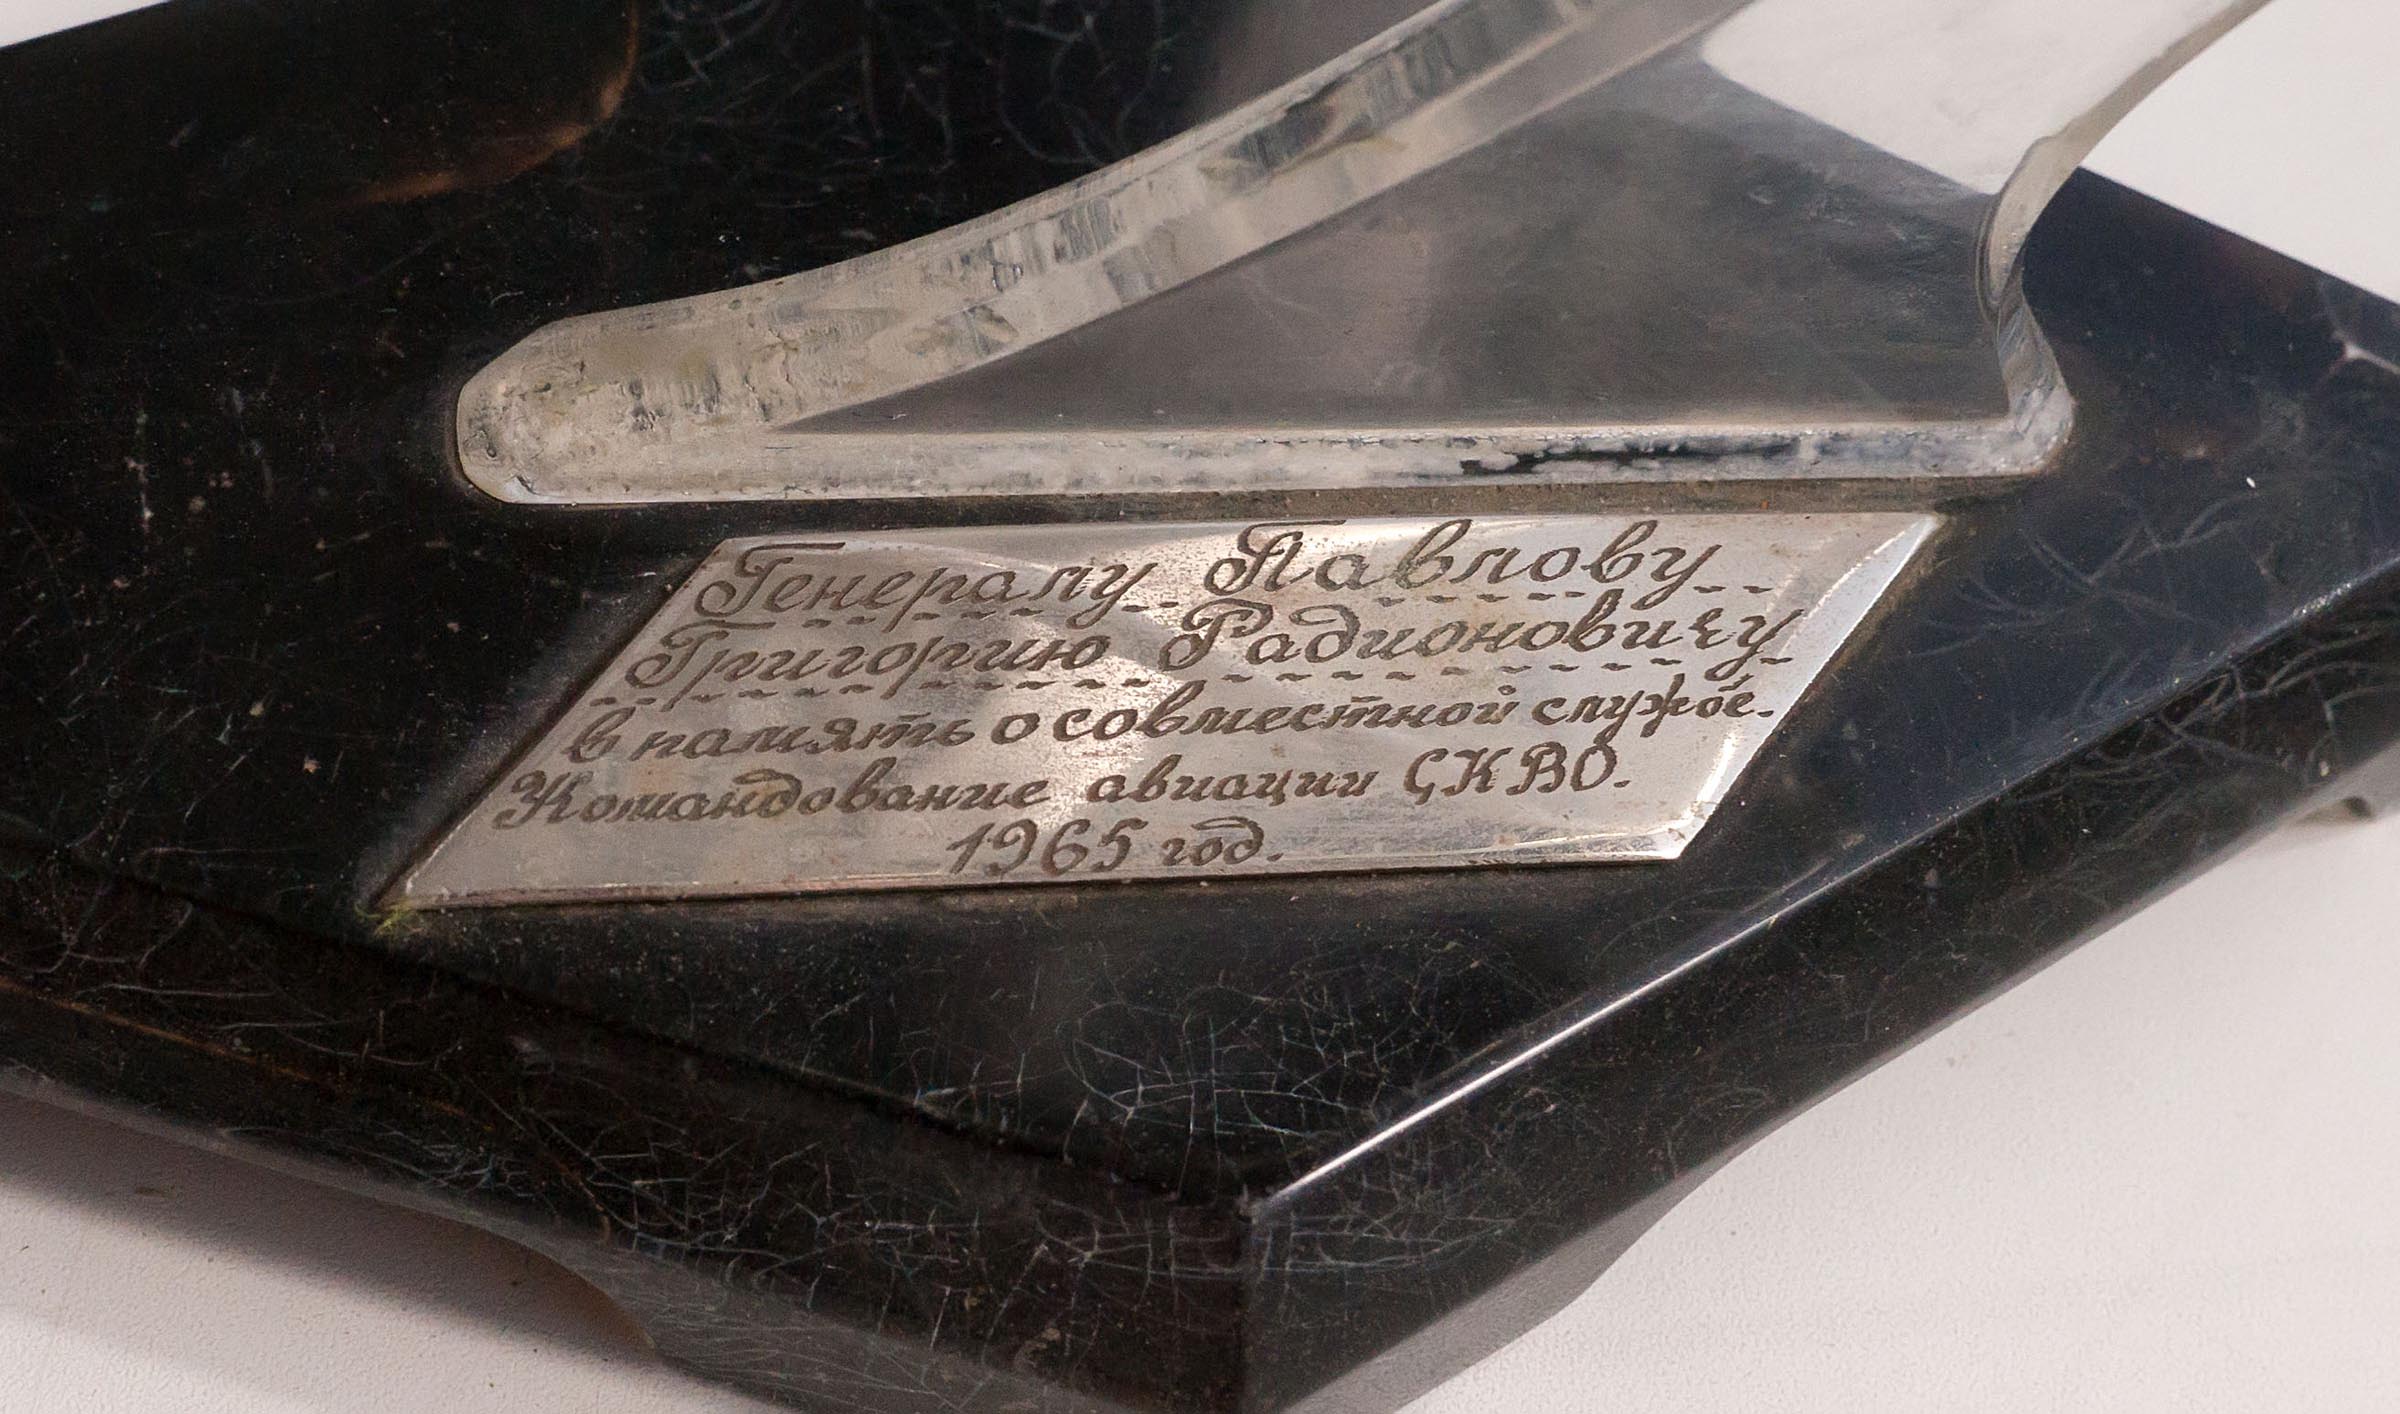 Генералу Павлову
Григорию Радионовичу
в память о совместной службе.
Командование авиации СКВО.
1965 год.